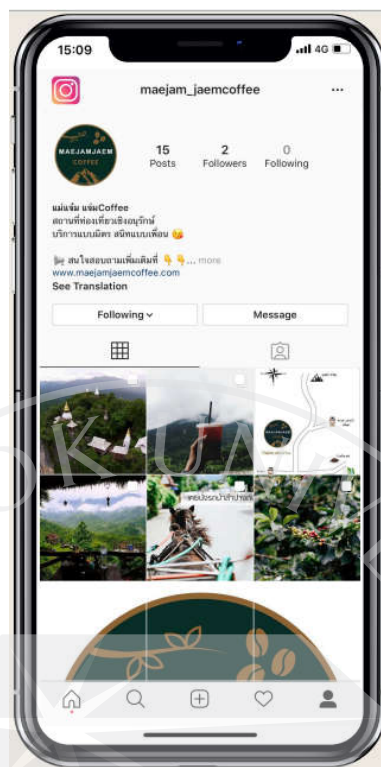 15:09
4G
maejam_jaemcoffee
MAEJAMJAEM
COFFEE
15
Posts
2
Followers
0
Following
แม่แจ่ม แจ่มCoffee
สถานที่ท่องเที่ยวเชิงอนุรักษ์
บริการแบบมิตร สนิทแบบเพื่อน 😘
สนใจสอบถามเพิ่มเติมที่ 👇👇... more
www.maejamjaemcoffee.com
See Translation
Following
Message